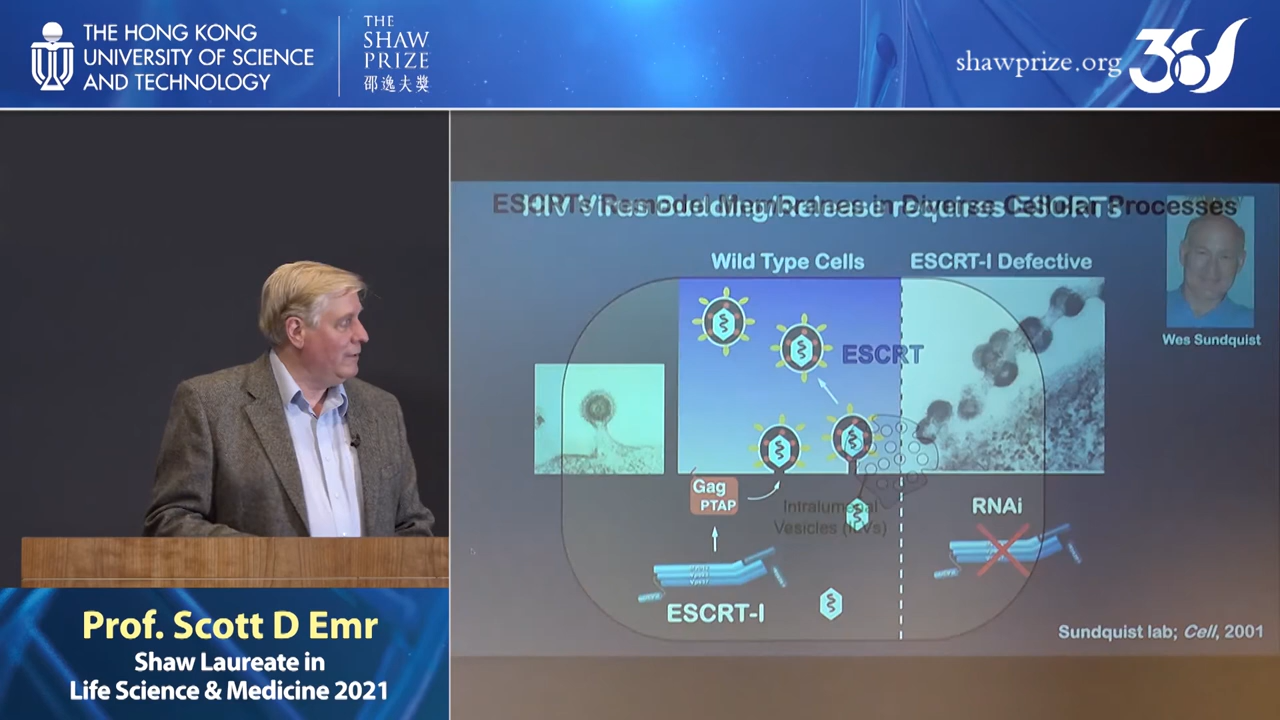 THE HONG KONG
UNIVERSITY OF SCIENCE
AND TECHNOLOGY
THE
SHAW
PRIZE
邵逸夫獎
shawprize.org
30
ESCRTs Remodel Membranes in Diverse Cellular Processes
HIV Virus Budding/Release requires ESCRTs
Wild Type Cells
ESCRT-I Defective
ESCRT
Wes Sundquist
Gag
PTAP
Intralumenal
Vesicles (ILVs)
RNAi
ESCRT-I
Sundquist lab; Cell, 2001
Prof. Scott D Emr
Shaw Laureate in
Life Science & Medicine 2021